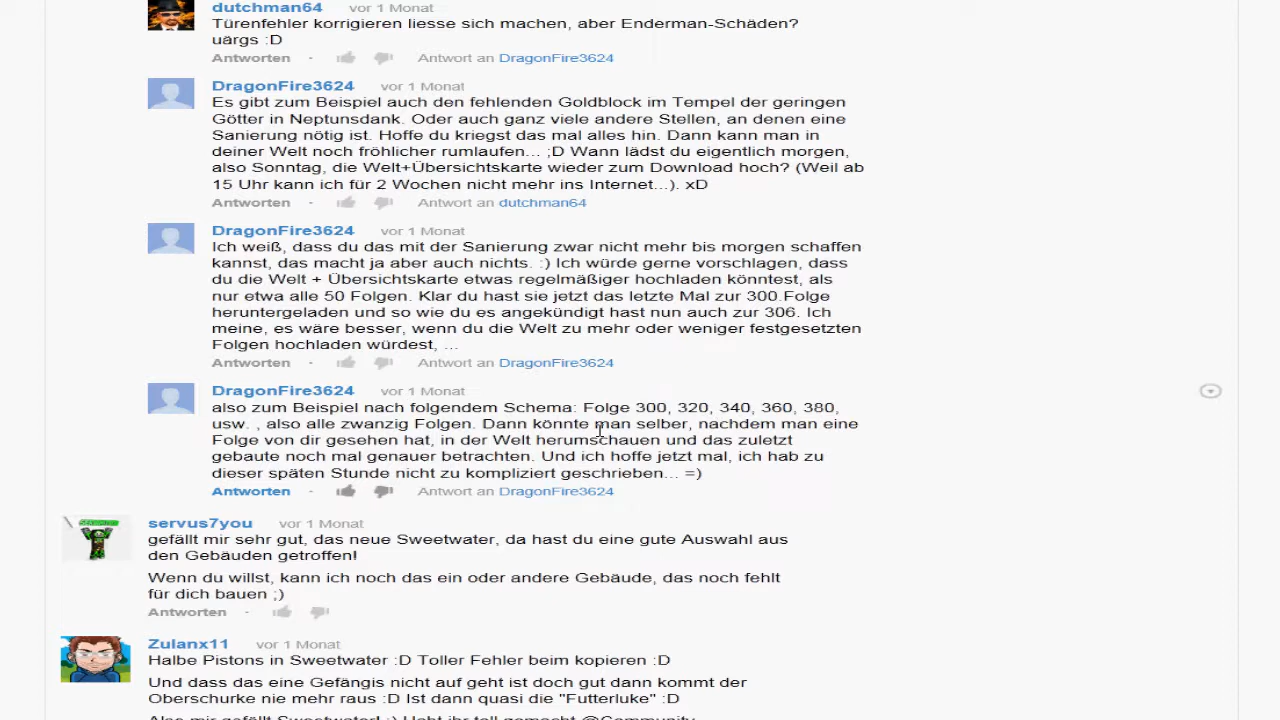 dutchman64 vor 1 Monat
Türenfehler korrigieren liesse sich machen, aber Enderman-Schäden?
uärgs :D
Antworten · Antwort an DragonFire3624
DragonFire3624 vor 1 Monat
Es gibt zum Beispiel auch den fehlenden Goldblock im Tempel der geringen
Götter in Neptunsdank. Oder auch ganz viele andere Stellen, an denen eine
Sanierung nötig ist. Hoffe du kriegst das mal alles hin. Dann kann man in
deiner Welt noch fröhlicher rumlaufen... ;D Wann lädst du eigentlich morgen,
also Sonntag, die Welt+Übersichtskarte wieder zum Download hoch? (Weil ab
15 Uhr kann ich für 2 Wochen nicht mehr ins Internet...). xD
Antworten · Antwort an dutchman64
DragonFire3624 vor 1 Monat
Ich weiß, dass du das mit der Sanierung zwar nicht mehr bis morgen schaffen
kannst, das macht ja aber auch nichts. :) Ich würde gerne vorschlagen, dass
du die Welt + Übersichtskarte etwas regelmäßiger hochladen könntest, als
nur etwa alle 50 Folgen. Klar du hast sie jetzt das letzte Mal zur 300.Folge
heruntergeladen und so wie du es angekündigt hast nun auch zur 306. Ich
meine, es wäre besser, wenn du die Welt zu mehr oder weniger festgesetzten
Folgen hochladen würdest, ...
Antworten · Antwort an DragonFire3624
DragonFire3624 vor 1 Monat
also zum Beispiel nach folgendem Schema: Folge 300, 320, 340, 360, 380,
usw. , also alle zwanzig Folgen. Dann könnte man selber, nachdem man eine
Folge von dir gesehen hat, in der Welt herumschauen und das zuletzt
gebaute noch mal genauer betrachten. Und ich hoffe jetzt mal, ich hab zu
dieser späten Stunde nicht zu kompliziert geschrieben... =)
Antworten · Antwort an DragonFire3624
servus7you vor 1 Monat
gefällt mir sehr gut, das neue Sweetwater, da hast du eine gute Auswahl aus
den Gebäuden getroffen!
Wenn du willst, kann ich noch das ein oder andere Gebäude, das noch fehlt
für dich bauen ;)
Antworten ·
Zulanx11 vor 1 Monat
Halbe Pistons in Sweetwater :D Toller Fehler beim kopieren :D
Und dass das eine Gefängis nicht auf geht ist doch gut dann kommt der
Oberschurke nie mehr raus :D Ist dann quasi die "Futterluke" :D
Also mir gefällt Sweetwater! :) Habt ihr toll gemacht @Community